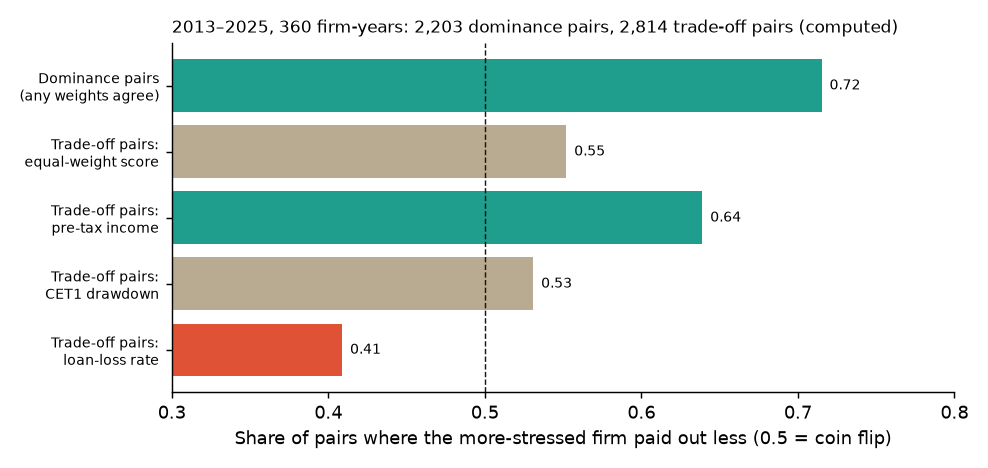 2013–2025, 360 firm-years: 2,203 dominance pairs, 2,814 trade-off pairs (computed)
Dominance pairs
(any weights agree)
0.72
Trade-off pairs:
equal-weight score
0.55
Trade-off pairs:
pre-tax income
0.64
Trade-off pairs:
CET1 drawdown
0.53
Trade-off pairs:
loan-loss rate
0.41
0.3
0.4
0.5
0.6
0.7
0.8
Share of pairs where the more-stressed firm paid out less (0.5 = coin flip)